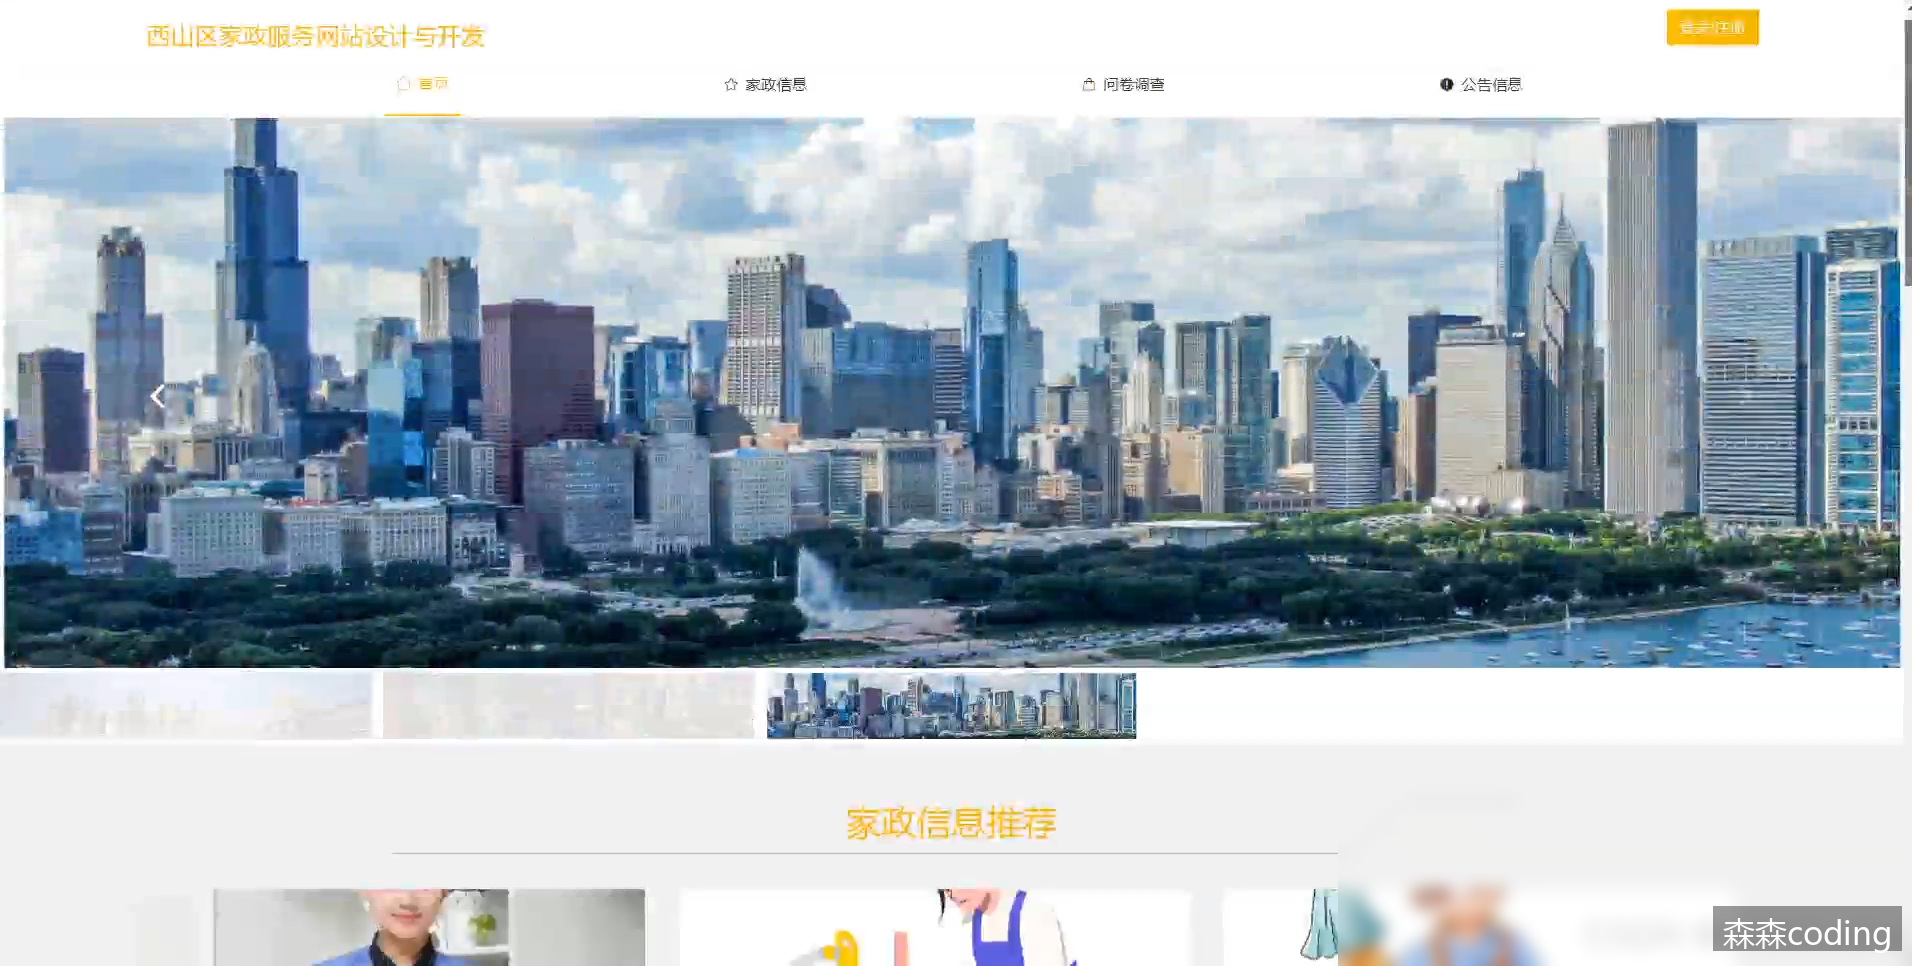 西山区家政服务网站设计与开发
登录/注册
首页
家政信息
问卷调查
公告信息
家政信息推荐
森森coding